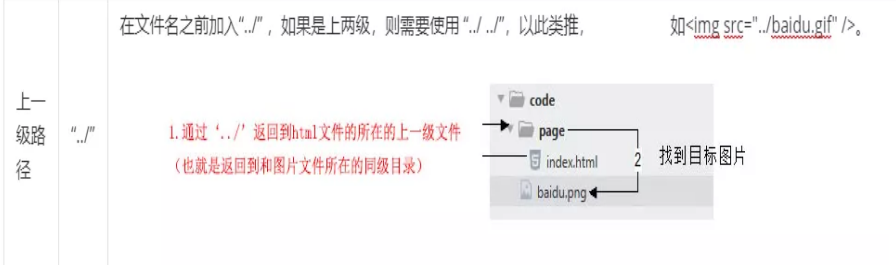 在文件名之前加入“../” ，如果是上两级，则需要使用 “../ ../”，以此类推， 如<img src="../baidu.gif" />。
上一
级路
径
“../”
1.通过‘../’返回到html文件的所在的上一级文件
（也就是返回到和图片文件所在的同级目录）
code
page
index.html
baidu.png
2
找到目标图片